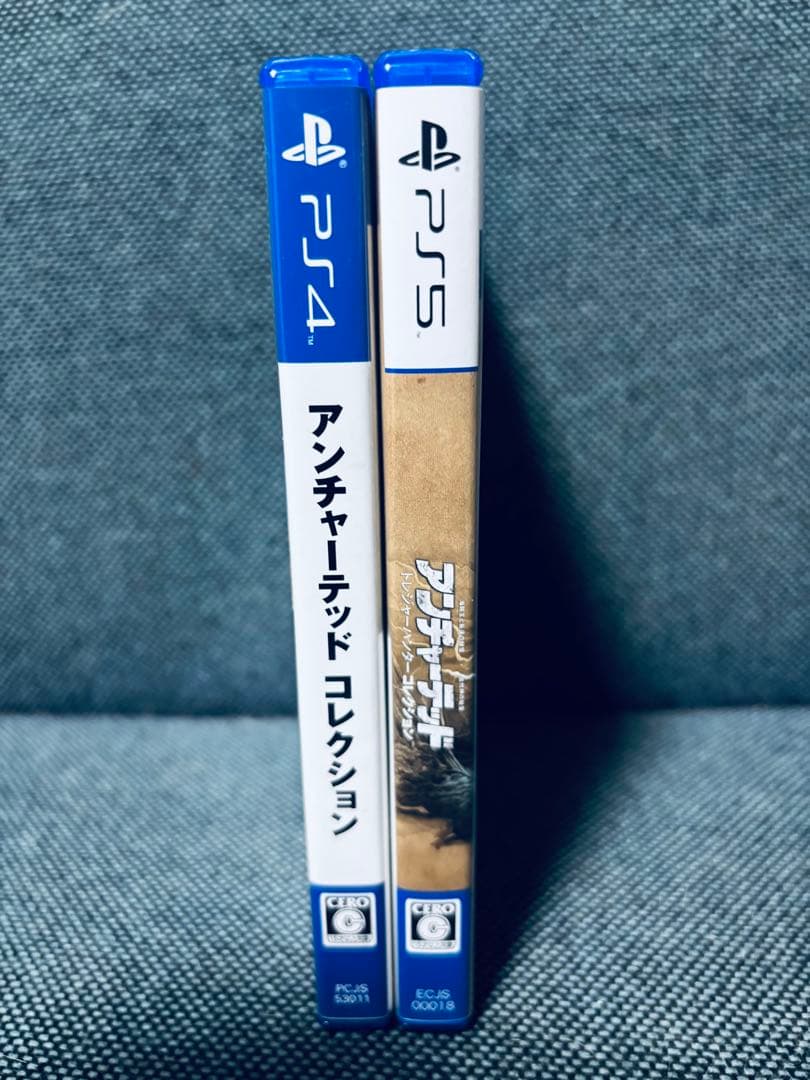 PS4
TM
アンチャーテッド コレクション
CERO
C
PCJS
53011
PS5
TM
アンチャーテッド
トレジャーハンターコレクション
CERO
C
ECJS
00018